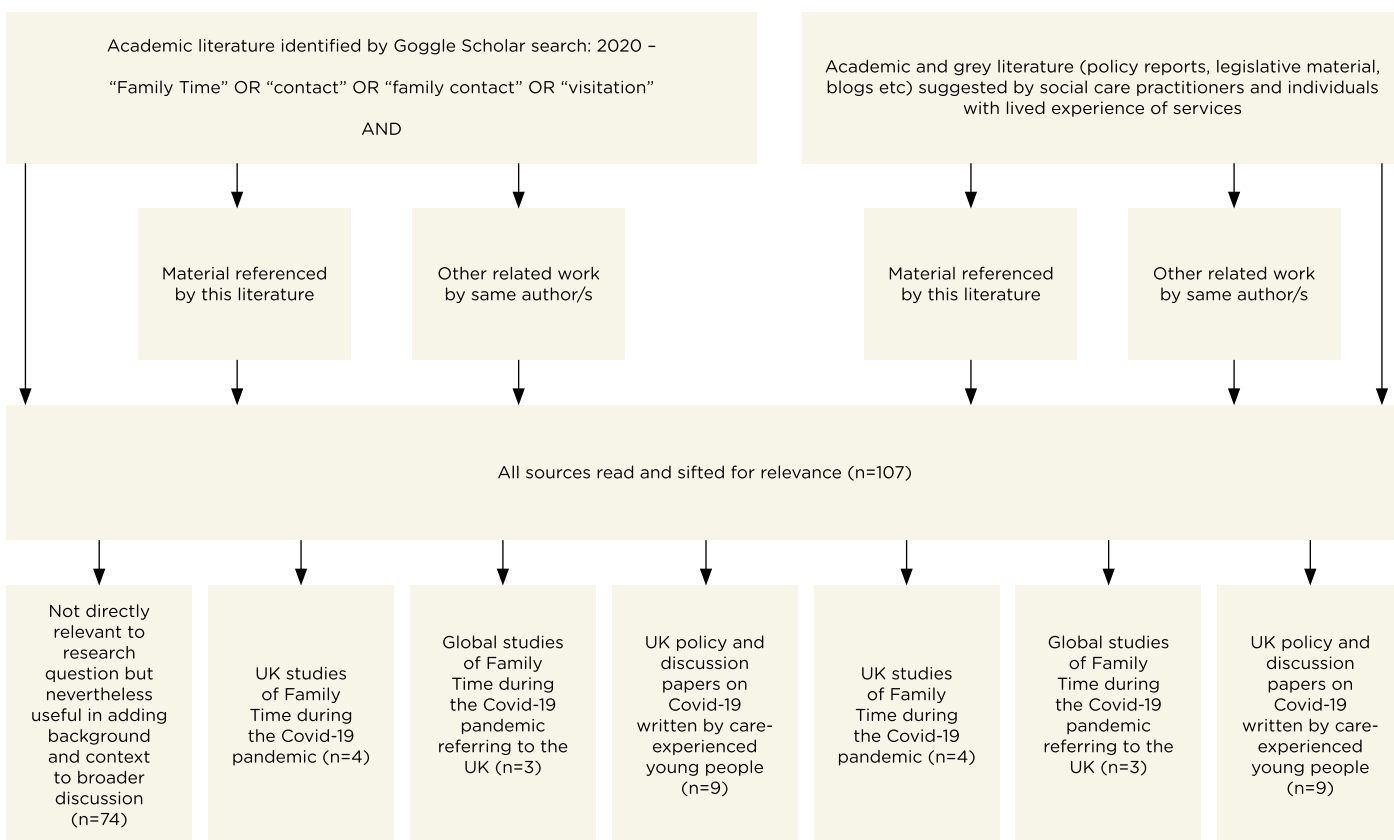 Academic literature identified by Goggle Scholar search: 2020 –
“Family Time” OR “contact” OR “family contact” OR “visitation”
AND
Academic and grey literature (policy reports, legislative material,
blogs etc) suggested by social care practitioners and individuals
with lived experience of services
Material referenced
by this literature
Other related work
by same author/s
Material referenced
by this literature
Other related work
by same author/s
All sources read and sifted for relevance (n=107)
Not directly
relevant to
research
question but
nevertheless
useful in adding
background
and context
to broader
discussion
(n=74)
UK studies
of Family
Time during
the Covid-19
pandemic (n=4)
Global studies
of Family
Time during
the Covid-19
pandemic
referring to the
UK (n=3)
UK policy and
discussion
papers on
Covid-19
written by care-
experienced
young people
(n=9)
UK studies
of Family
Time during
the Covid-19
pandemic (n=4)
Global studies
of Family
Time during
the Covid-19
pandemic
referring to the
UK (n=3)
UK policy and
discussion
papers on
Covid-19
written by care-
experienced
young people
(n=9)